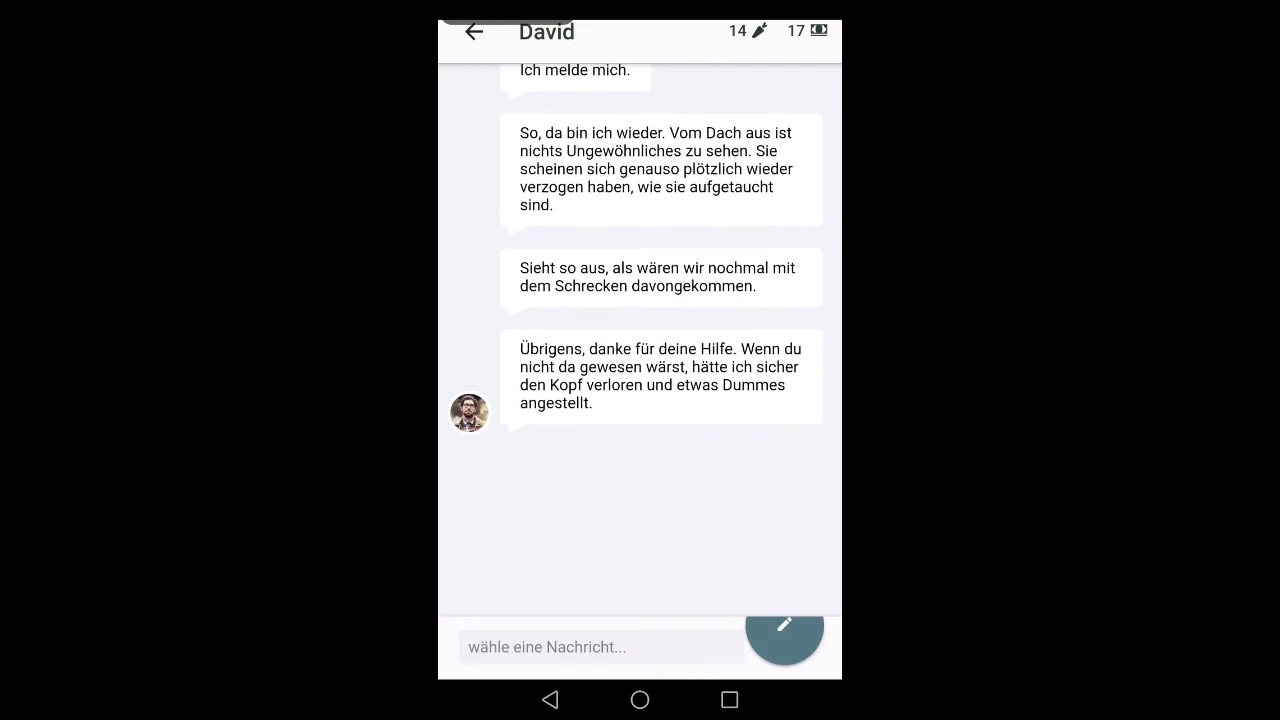 David
14
17
Ich melde mich.
So, da bin ich wieder. Vom Dach aus ist
nichts Ungewöhnliches zu sehen. Sie
scheinen sich genauso plötzlich wieder
verzogen haben, wie sie aufgetaucht
sind.
Sieht so aus, als wären wir nochmal mit
dem Schrecken davongekommen.
Übrigens, danke für deine Hilfe. Wenn du
nicht da gewesen wärst, hätte ich sicher
den Kopf verloren und etwas Dummes
angestellt.
wähle eine Nachricht...